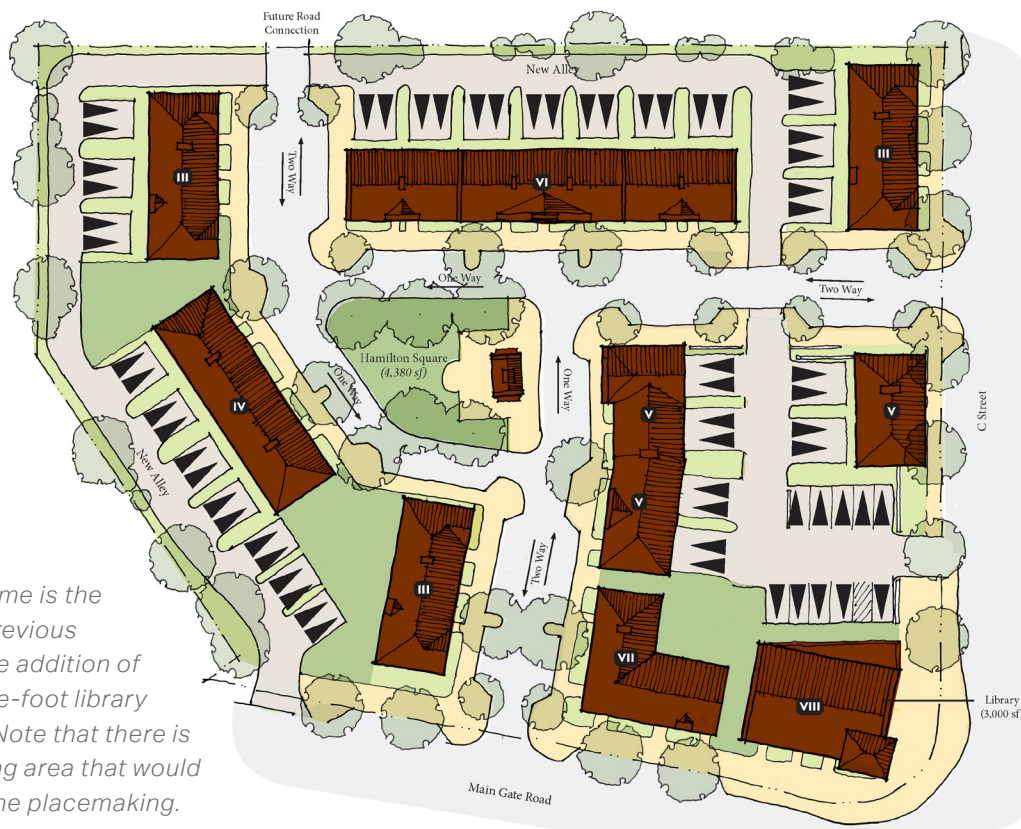 Future Road
Connection
New Alley
III
Two Way
VI
III
One Way
Two Way
Hamilton Square
(4,380 sf)
One Way
One Way
IV
V
V
V
C Street
New Alley
Two Way
III
VII
VIII
Library
(3,000 sf)
Main Gate Road
me is the
revious
e addition of
e-foot library
Note that there is
ng area that would
ne placemaking.